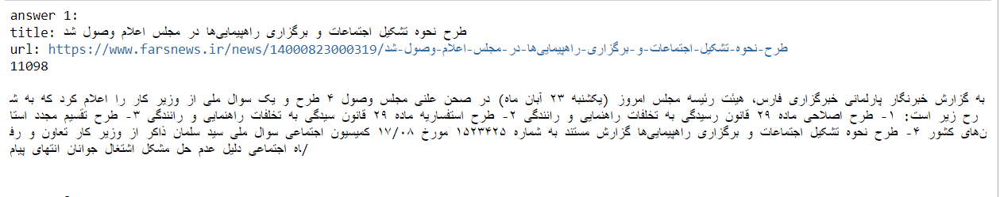 answer 1:
title: طرح نحوه تشکیل اجتماعات و برگزاری راهپیمایی‌ها در مجلس اعلام وصول شد
url: https://www.farsnews.ir/news/14000823000319/طرح-نحوه-تشکیل-اجتماعات-و-برگزاری-راهپیمایی‌ها-در-مجلس-اعلام-وصول-شد
11098
به گزارش خبرنگار پارلمانی خبرگزاری فارس، هیئت رئیسه مجلس امروز (یکشنبه ۲۳ آبان ماه) در صحن علنی مجلس وصول ۴ طرح و یک سوال ملی از وزیر کار را اعلام کرد که به ش
رح زیر است: ۱- طرح اصلاحی ماده ۲۹ قانون رسیدگی به تخلفات راهنمایی و رانندگی ۲- طرح استفساریه ماده ۲۹ قانون سیدگی به تخلفات راهنمایی و رانندگی ۳- طرح تقسیم مجدد استا
ن‌های کشور ۴- طرح نحوه تشکیل اجتماعات و برگزاری راهپیمایی‌ها گزارش مستند به شماره ۱۵۲۳۴۲۵ مورخ ۱۷/۰۸ کمیسیون اجتماعی سوال ملی سید سلمان ذاکر از وزیر کار تعاون و رف
اه اجتماعی دلیل عدم حل مشکل اشتغال جوانان انتهای پیام/